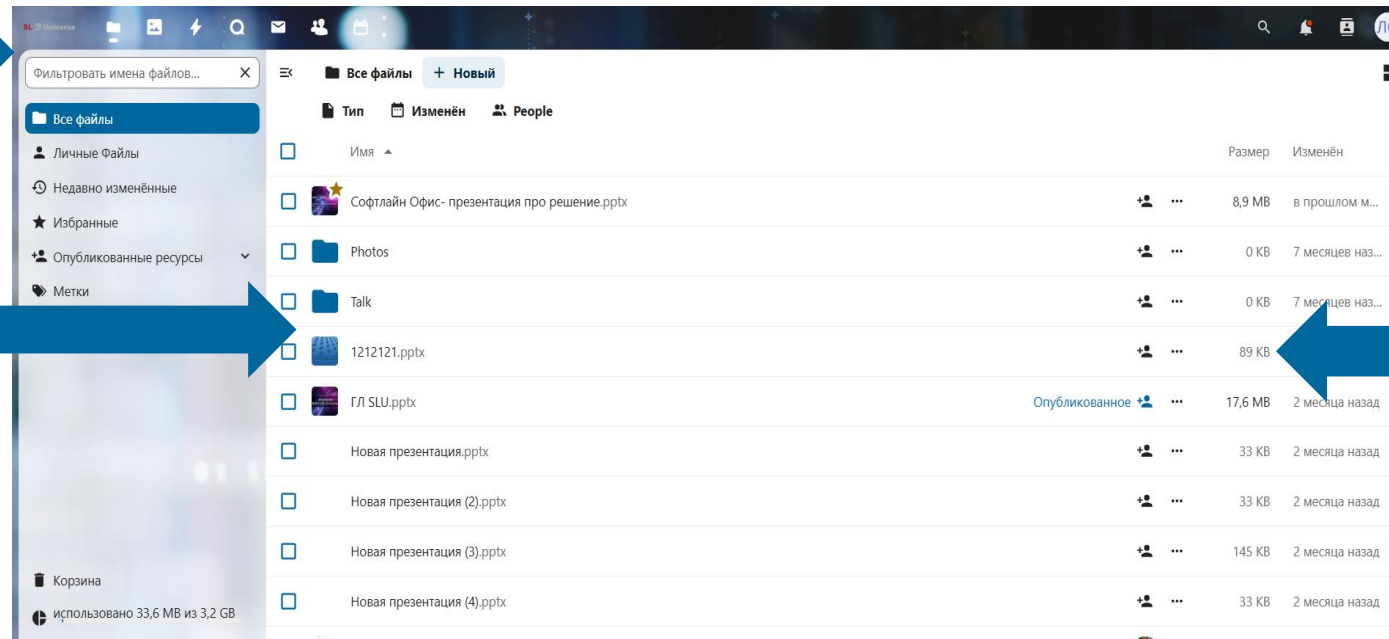 SL Universe
Фильтровать имена файлов...
Все файлы + Новый
Все файлы
Тип Изменён People
Личные Файлы
Имя Размер Изменён
Недавно изменённые
Софтлайн Офис- презентация про решение.pptx 8,9 MB в прошлом м...
Избранные
Опубликованные ресурсы
Photos 0 KB 7 месяцев наз...
Метки
Talk 0 KB 7 месяцев наз...
1212121.pptx 89 KB
ГЛ SLU.pptx Опубликованное 17,6 MB 2 месяца назад
Новая презентация.pptx 33 KB 2 месяца назад
Новая презентация (2).pptx 33 KB 2 месяца назад
Новая презентация (3).pptx 145 KB 2 месяца назад
Корзина
Новая презентация (4).pptx 33 KB 2 месяца назад
использовано 33,6 MB из 3,2 GB